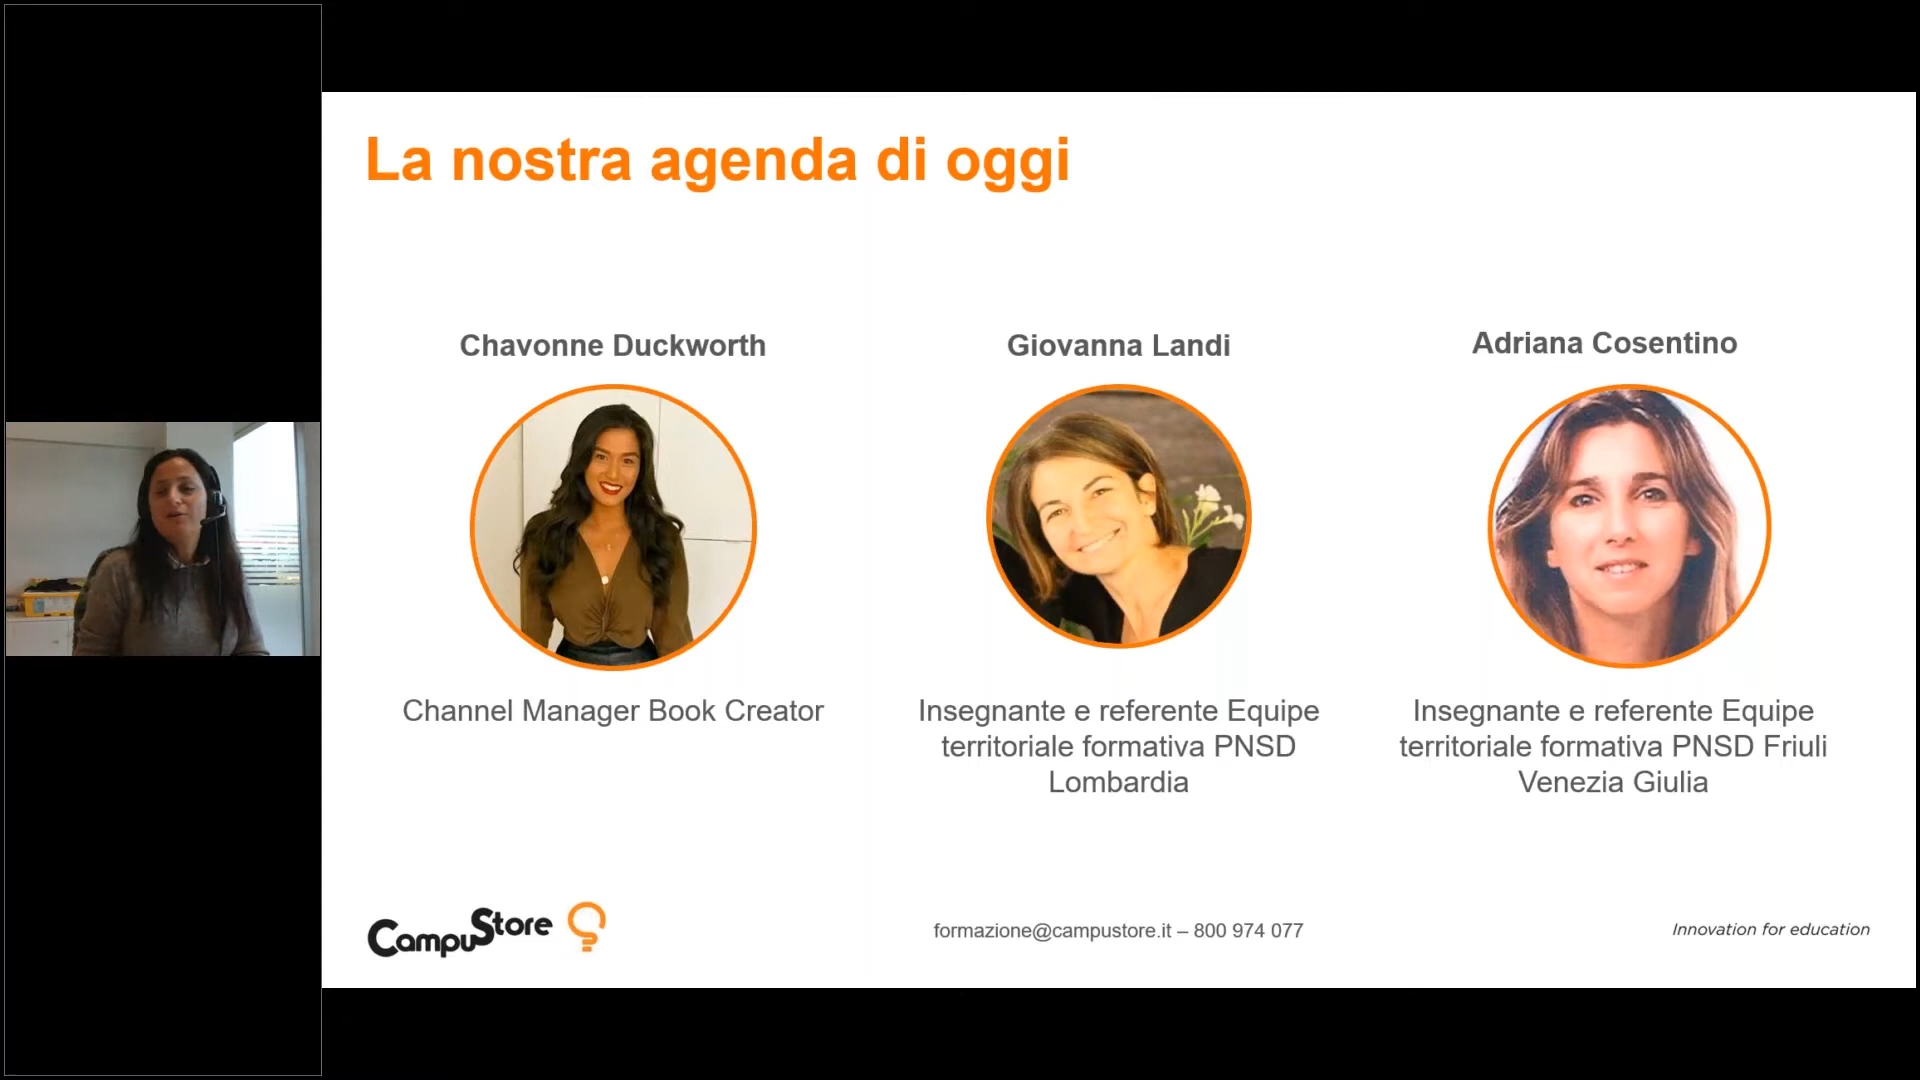 La nostra agenda di oggi
Chavonne Duckworth
Channel Manager Book Creator
Giovanna Landi
Insegnante e referente Equipe
territoriale formativa PNSD
Lombardia
Adriana Cosentino
Insegnante e referente Equipe
territoriale formativa PNSD Friuli
Venezia Giulia
CampuStore
formazione@campustore.it – 800 974 077
Innovation for education